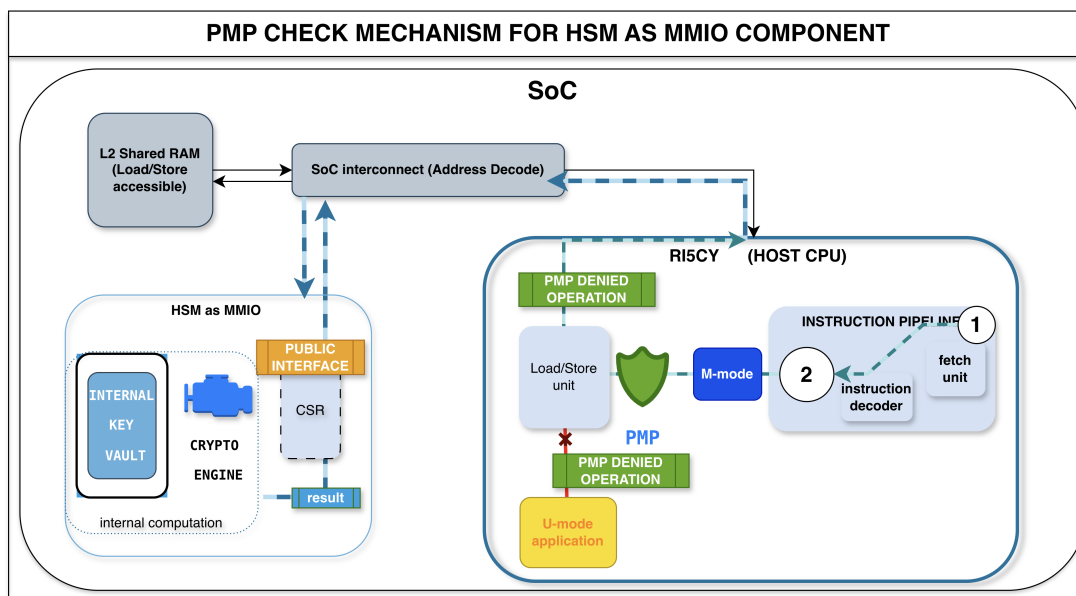 PMP CHECK MECHANISM FOR HSM AS MMIO COMPONENT
SoC
L2 Shared RAM
(Load/Store
accessible)
SoC interconnect (Address Decode)
RI5CY
(HOST CPU)
PMP DENIED
OPERATION
HSM as MMIO
PUBLIC
INTERFACE
INTERNAL
KEY
VAULT
CRYPTO
ENGINE
CSR
result
internal computation
Load/Store
unit
PMP
M-mode
INSTRUCTION PIPELINE
1
2
fetch
unit
instruction
decoder
PMP DENIED
OPERATION
U-mode
application